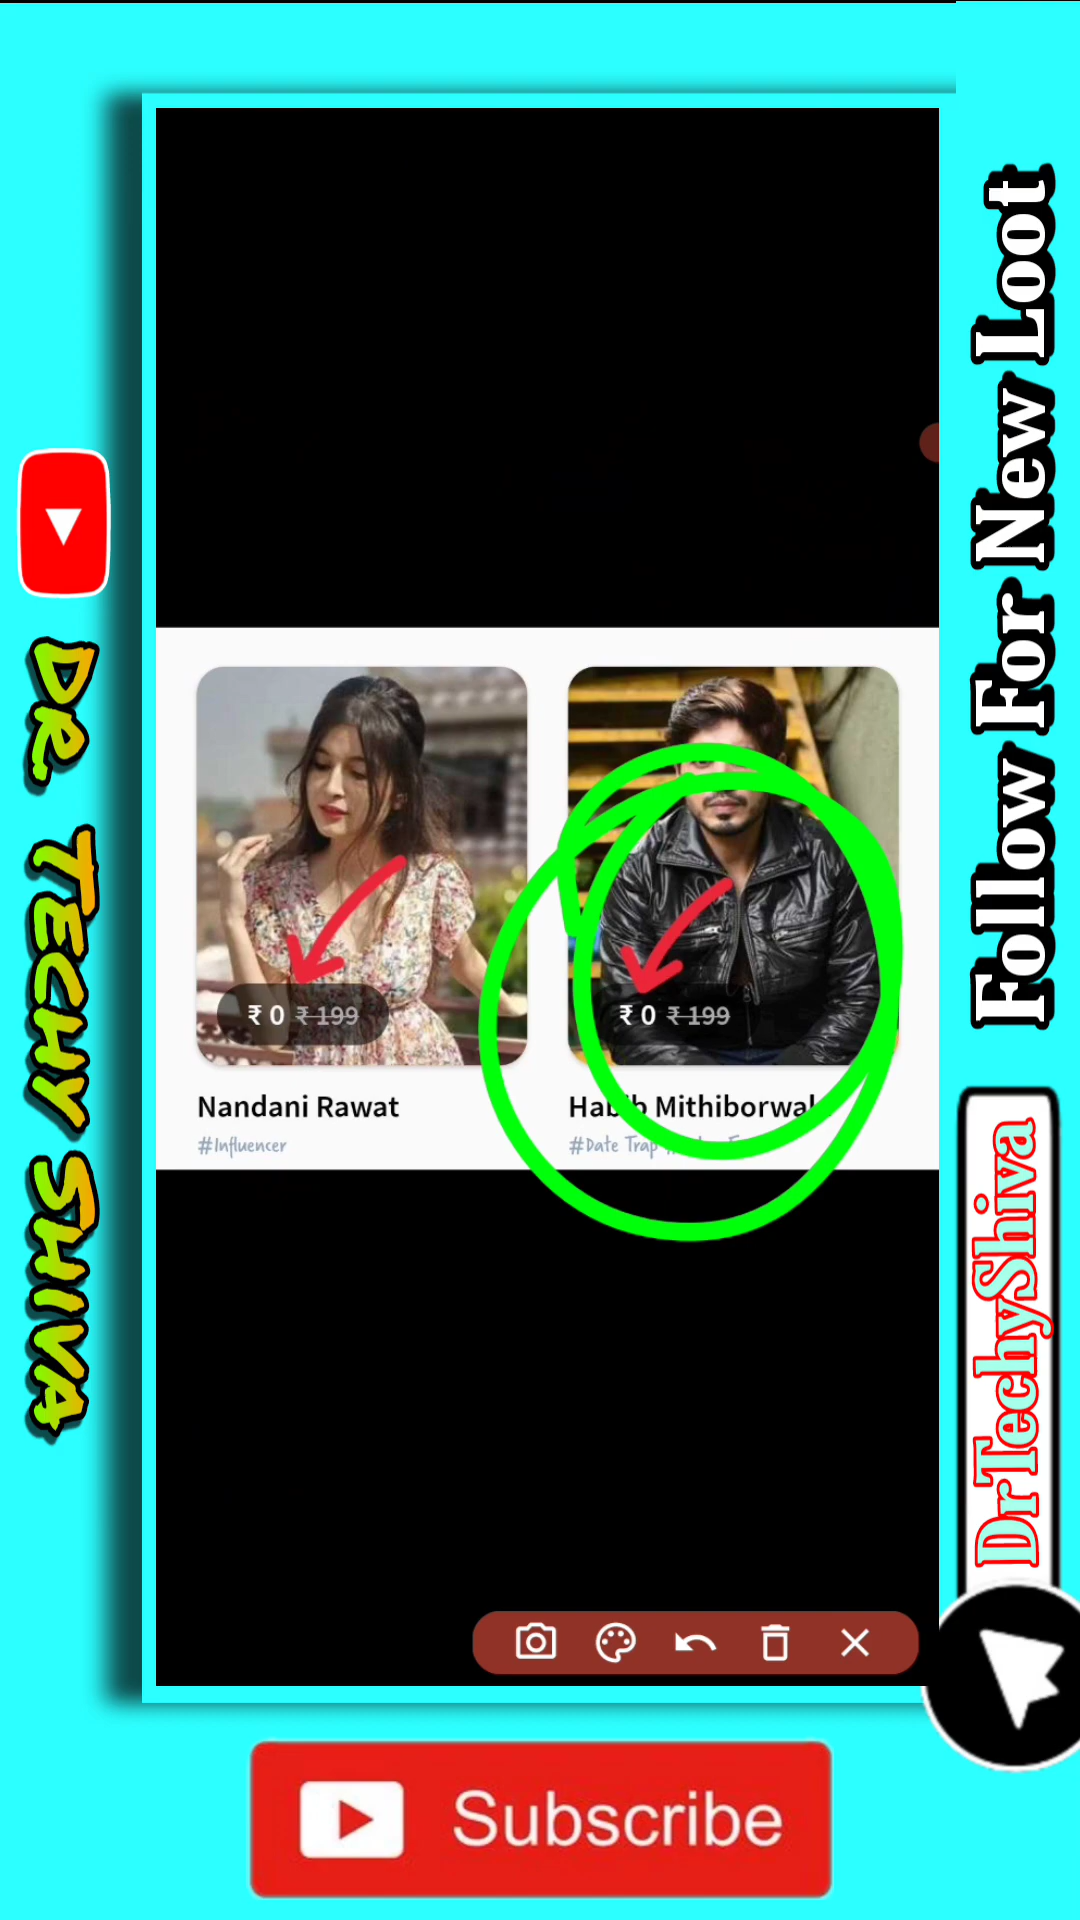 DR. TECHY SHIVA
Follow For New Loot
DrTechyShiva
₹ 0 ₹ 199
Nandani Rawat
#Influencer
₹ 0 ₹ 199
Habib Mithiborwal
#Date Trap
Subscribe